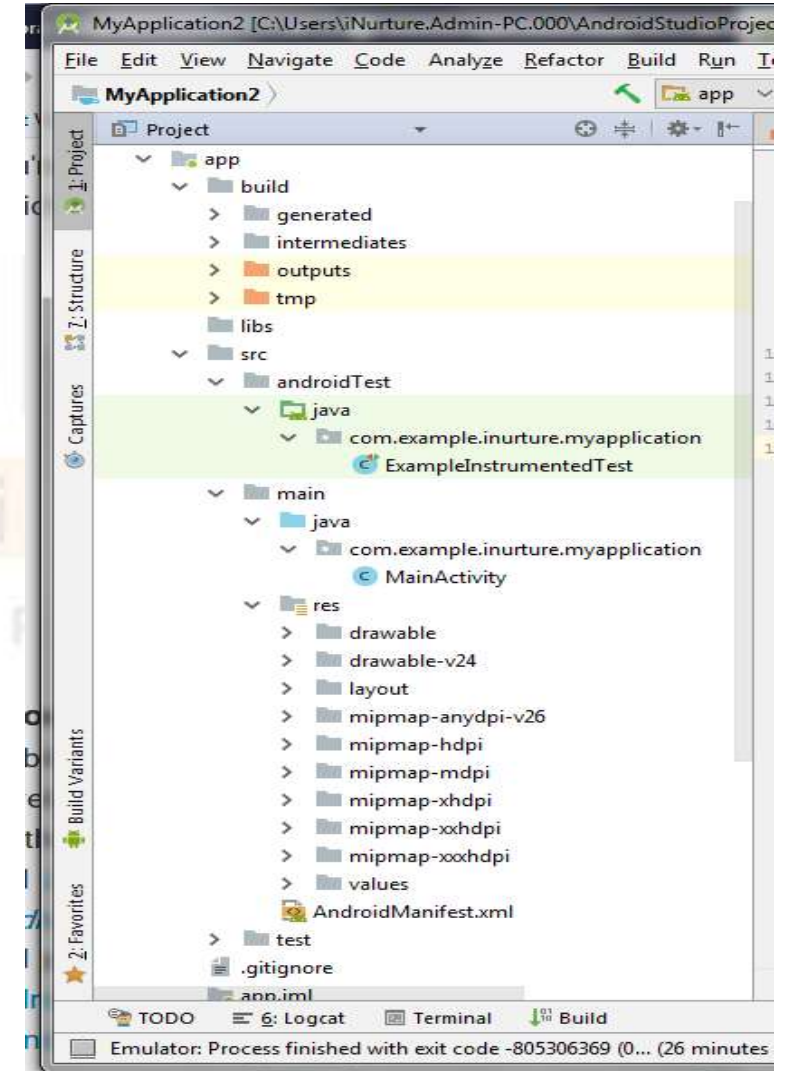 MyApplication2 [C:\Users\iNurture.Admin-PC.000\AndroidStudioProjec
File Edit View Navigate Code Analyze Refactor Build Run
MyApplication2
app
Project
1: Project
7: Structure
Captures
Build Variants
2: Favorites
app
build
generated
intermediates
outputs
tmp
libs
src
androidTest
java
com.example.inurture.myapplication
ExampleInstrumentedTest
main
java
com.example.inurture.myapplication
MainActivity
res
drawable
drawable-v24
layout
mipmap-anydpi-v26
mipmap-hdpi
mipmap-mdpi
mipmap-xhdpi
mipmap-xxhdpi
mipmap-xxxhdpi
values
AndroidManifest.xml
test
.gitignore
app.iml
TODO 6: Logcat Terminal Build
Emulator: Process finished with exit code -805306369 (0... (26 minutes